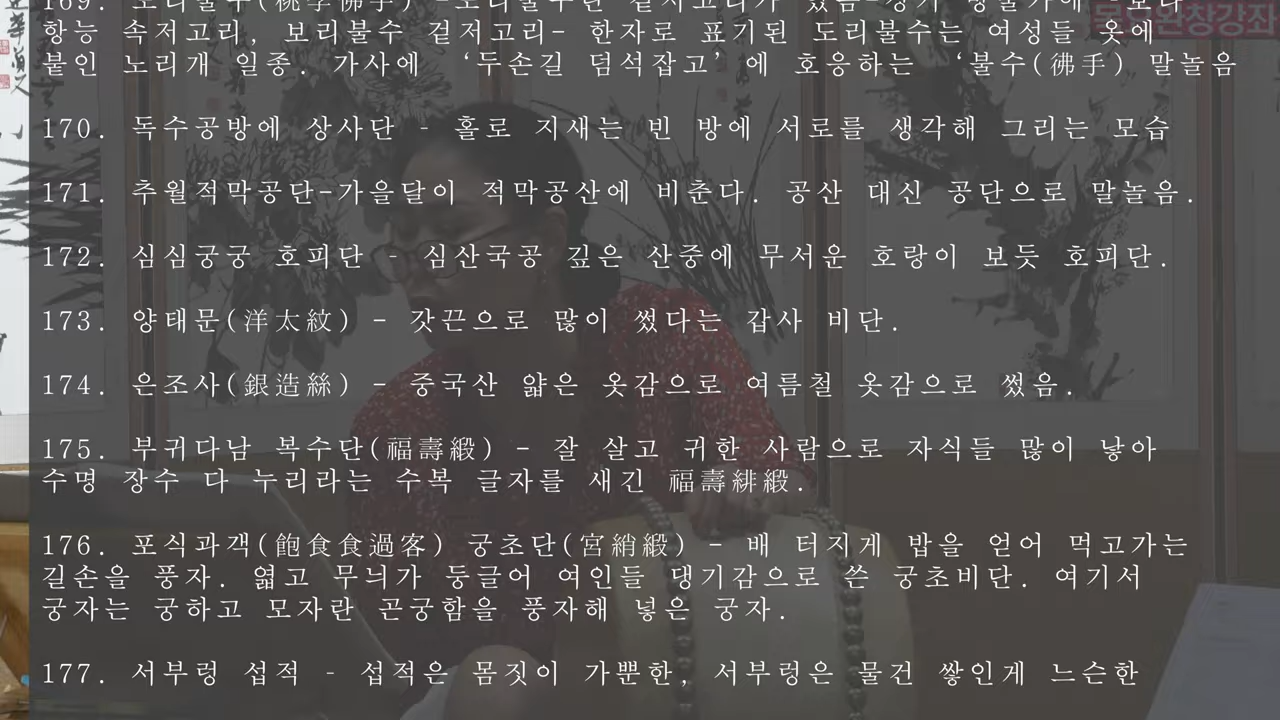 항능 속저고리, 보리불수 겉저고리- 한자로 표기된 도리불수는 여성들 옷에
붙인 노리개 일종. 가사에 ‘두손길 덤석잡고’에 호응하는 ‘불수(彿手) 말놀음
170. 독수공방에 상사단 - 홀로 지새는 빈 방에 서로를 생각해 그리는 모습
171. 추월적막공단-가을달이 적막공산에 비춘다. 공산 대신 공단으로 말놀음.
172. 심심궁궁 호피단 - 심산국공 깊은 산중에 무서운 호랑이 보듯 호피단.
173. 양태문(洋太紋) - 갓끈으로 많이 썼다는 갑사 비단.
174. 은조사(銀造絲) - 중국산 얇은 옷감으로 여름철 옷감으로 썼음.
175. 부귀다남 복수단(福壽緞) - 잘 살고 귀한 사람으로 자식들 많이 낳아
수명 장수 다 누리라는 수복 글자를 새긴 福壽緋緞.
176. 포식과객(飽食食過客) 궁초단(宮綃緞) - 배 터지게 밥을 얻어 먹고가는
길손을 풍자. 엷고 무늬가 둥글어 여인들 댕기감으로 쓴 궁초비단. 여기서
궁자는 궁하고 모자란 곤궁함을 풍자해 넣은 궁자.
177. 서부렁 섭적 - 섭적은 몸짓이 가뿐한, 서부렁은 물건 쌓인게 느슨한